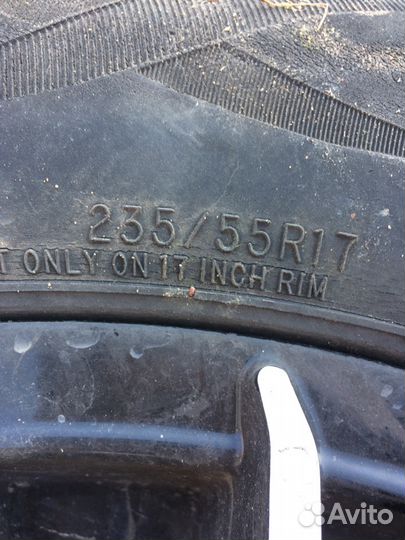 235/55R17
T ONLY ON 17 INCH RIM
Avito